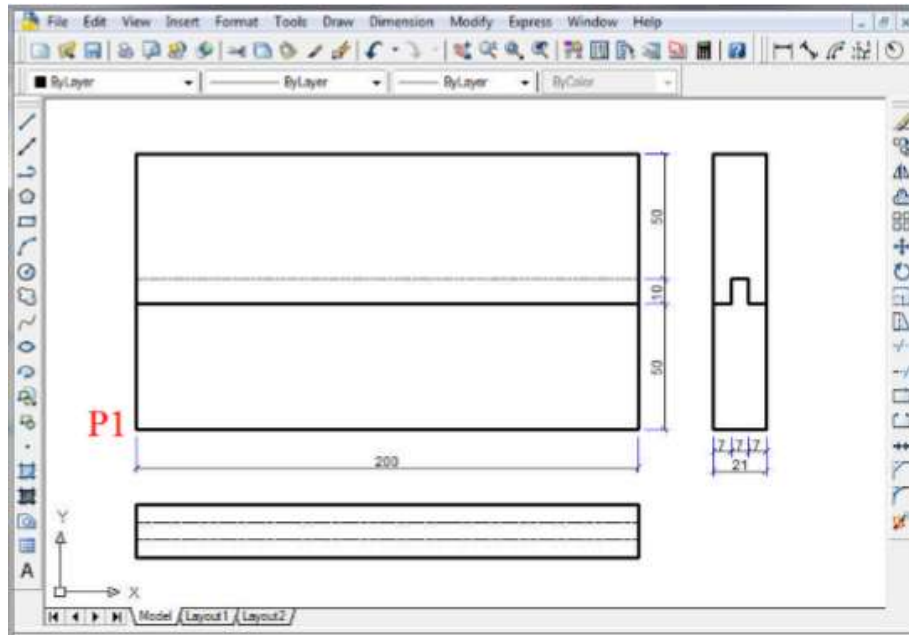 File Edit View Insert Format Tools Draw Dimension Modify Express Window Help
ByLayer ByLayer ByLayer ByColor
50
10
50
P1
200
7 7 7
21
Y
X
A
Model Layout1 Layout2